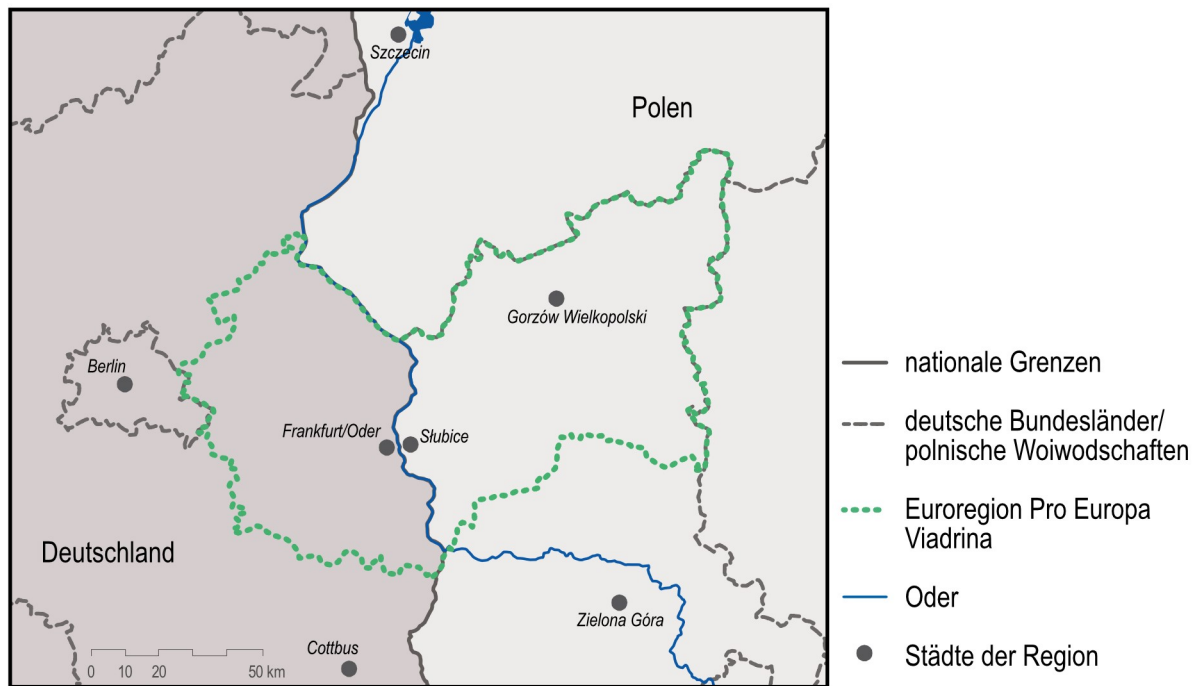 Szczecin
Polen
Gorzów Wielkopolski
Berlin
Frankfurt/Oder
Słubice
Deutschland
Zielona Góra
Cottbus
0 10 20 50 km
nationale Grenzen
deutsche Bundesländer/
polnische Woiwodschaften
Euroregion Pro Europa
Viadrina
Oder
Städte der Region